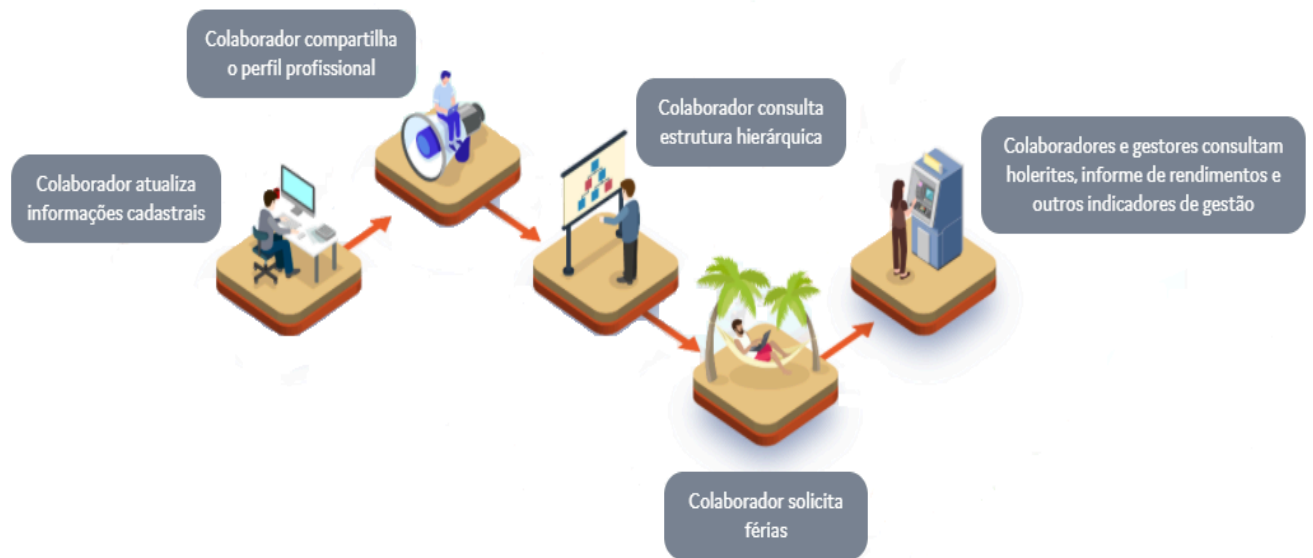 Colaborador atualiza
informações cadastrais
Colaborador compartilha
o perfil profissional
Colaborador consulta
estrutura hierárquica
Colaborador solicita
férias
Colaboradores e gestores consultam
holerites, informe de rendimentos e
outros indicadores de gestão